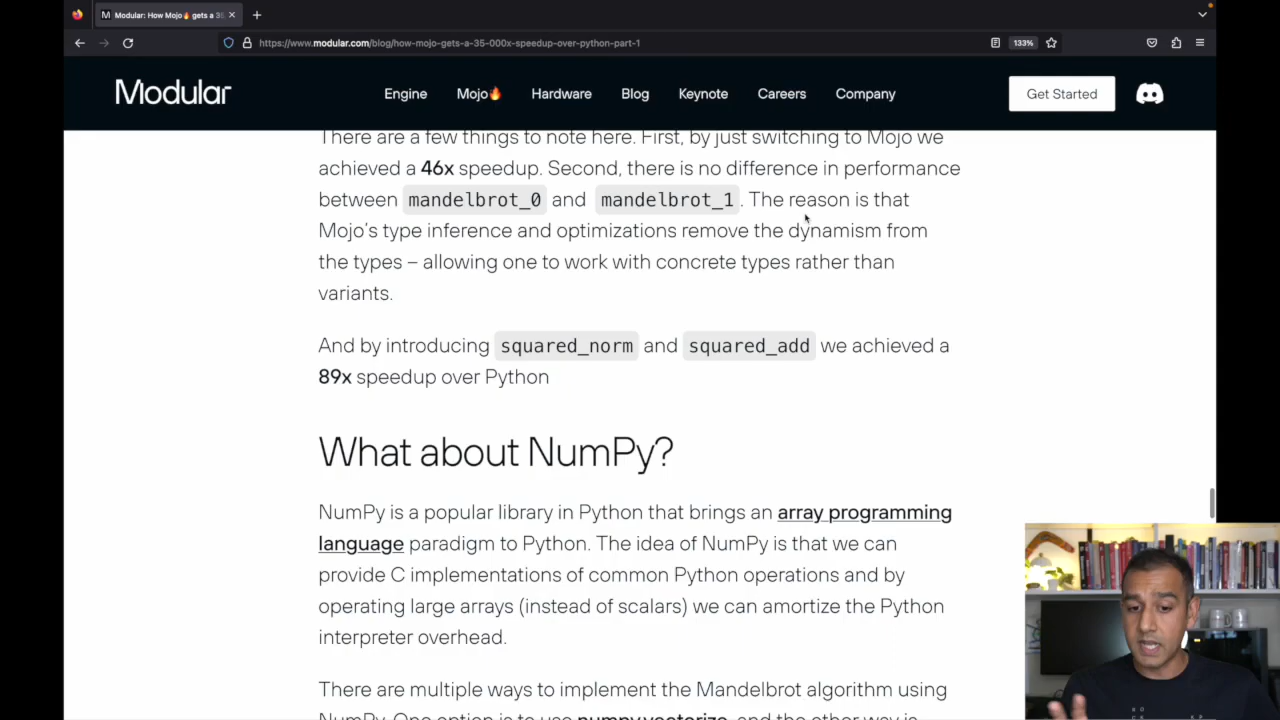 Modular: How Mojo🔥 gets a 35
https://www.modular.com/blog/how-mojo-gets-a-35-000x-speedup-over-python-part-1
133%
Modular
Engine
Mojo🔥
Hardware
Blog
Keynote
Careers
Company
Get Started
There are a few things to note here. First, by just switching to Mojo we
achieved a 46x speedup. Second, there is no difference in performance
between mandelbrot_0 and mandelbrot_1. The reason is that
Mojo’s type inference and optimizations remove the dynamism from
the types – allowing one to work with concrete types rather than
variants.
And by introducing squared_norm and squared_add we achieved a
89x speedup over Python
What about NumPy?
NumPy is a popular library in Python that brings an array programming
language paradigm to Python. The idea of NumPy is that we can
provide C implementations of common Python operations and by
operating large arrays (instead of scalars) we can amortize the Python
interpreter overhead.
There are multiple ways to implement the Mandelbrot algorithm using
NumPy. One option is to use numpy.vectorize, and the other way is